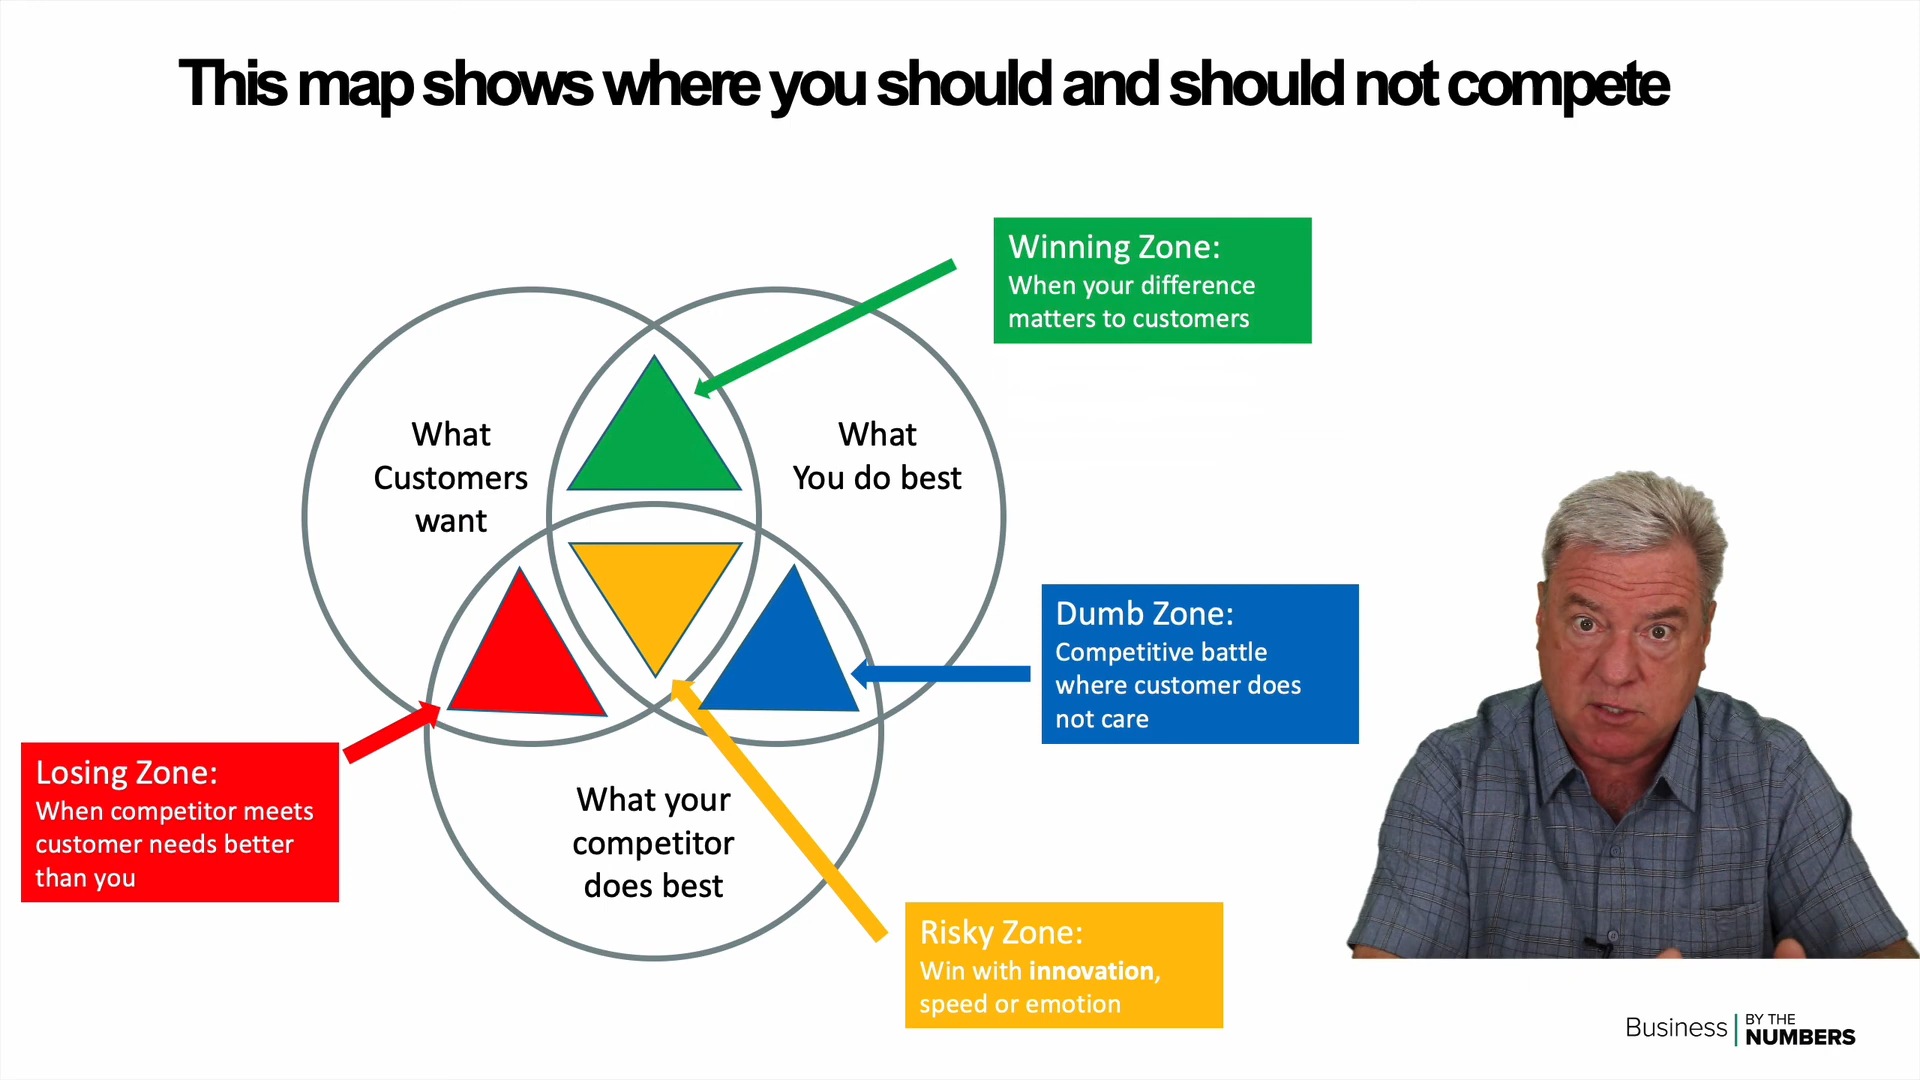 This map shows where you should and should not compete
Winning Zone:
When your difference
matters to customers
What
Customers
want
What
You do best
Dumb Zone:
Competitive battle
where customer does
not care
Losing Zone:
When competitor meets
customer needs better
than you
What your
competitor
does best
Risky Zone:
Win with innovation,
speed or emotion
Business
BY THE
NUMBERS